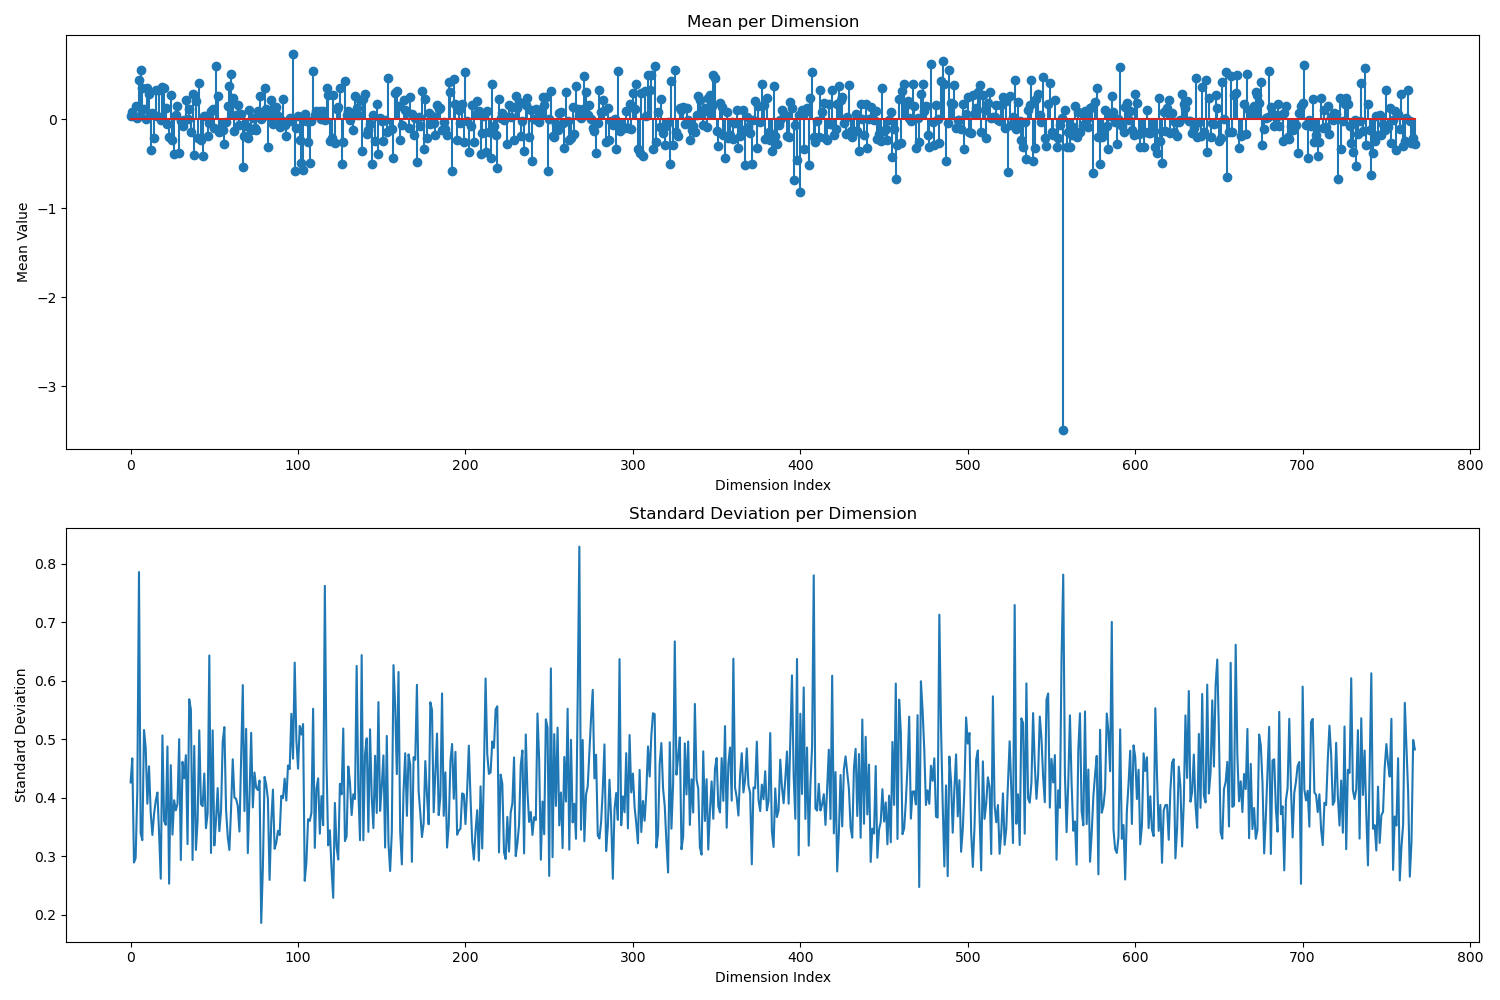 Mean per Dimension
0
−1
−2
−3
Mean Value
0 100 200 300 400 500 600 700 800
Dimension Index
Standard Deviation per Dimension
0.8
0.7
0.6
0.5
0.4
0.3
0.2
Standard Deviation
0 100 200 300 400 500 600 700 800
Dimension Index